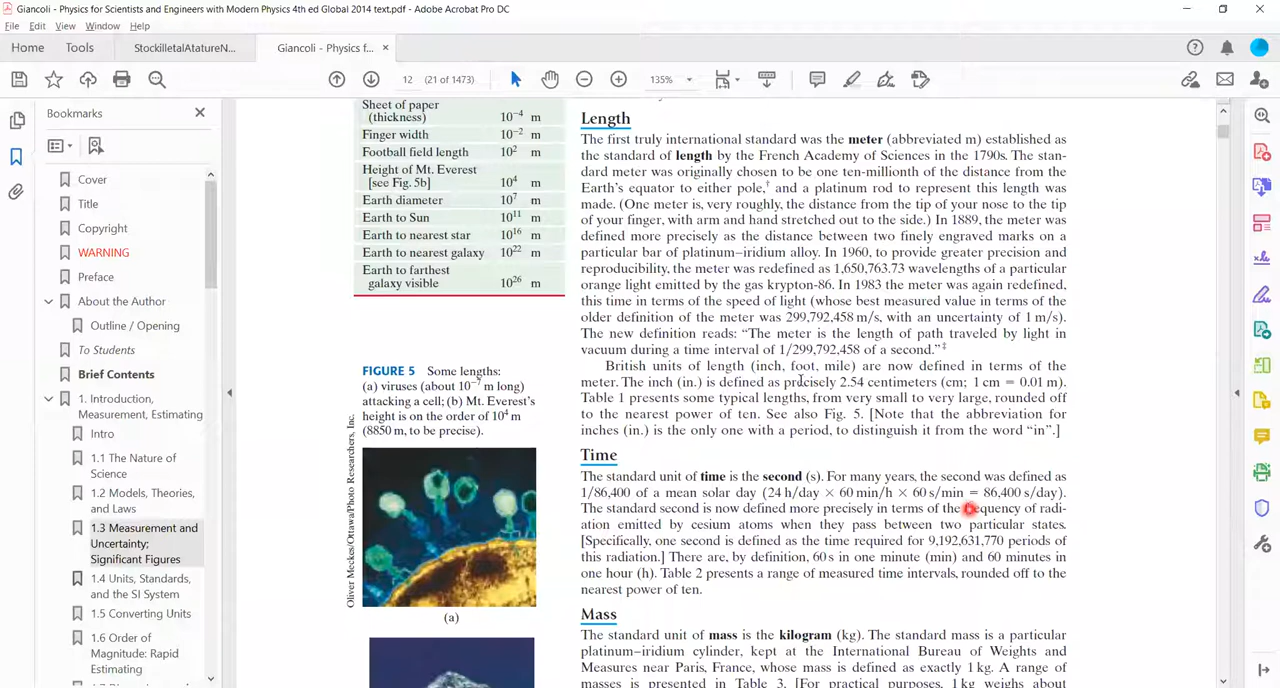 Giancoli - Physics for Scientists and Engineers with Modern Physics 4th ed Global 2014 text.pdf - Adobe Acrobat Pro DC
File Edit View Window Help
Home Tools StockilletalAtatureN... Giancoli - Physics f... ×
12 (21 of 1473) 135%
Bookmarks
Cover
Title
Copyright
WARNING
Preface
About the Author
Outline / Opening
To Students
Brief Contents
1. Introduction,
Measurement, Estimating
Intro
1.1 The Nature of
Science
1.2 Models, Theories,
and Laws
1.3 Measurement and
Uncertainty;
Significant Figures
1.4 Units, Standards,
and the SI System
1.5 Converting Units
1.6 Order of
Magnitude: Rapid
Estimating
Sheet of paper
(thickness) 10⁻⁴ m
Finger width 10⁻² m
Football field length 10² m
Height of Mt. Everest
[see Fig. 5b] 10⁴ m
Earth diameter 10⁷ m
Earth to Sun 10¹¹ m
Earth to nearest star 10¹⁶ m
Earth to nearest galaxy 10²² m
Earth to farthest
galaxy visible 10²⁶ m
FIGURE 5 Some lengths:
(a) viruses (about 10⁻⁷ m long)
attacking a cell; (b) Mt. Everest's
height is on the order of 10⁴ m
(8850 m, to be precise).
Oliver Meckes/Ottawa/Photo Researchers, Inc.
(a)
Length
The first truly international standard was the meter (abbreviated m) established as
the standard of length by the French Academy of Sciences in the 1790s. The stan-
dard meter was originally chosen to be one ten-millionth of the distance from the
Earth's equator to either pole,† and a platinum rod to represent this length was
made. (One meter is, very roughly, the distance from the tip of your nose to the tip
of your finger, with arm and hand stretched out to the side.) In 1889, the meter was
defined more precisely as the distance between two finely engraved marks on a
particular bar of platinum–iridium alloy. In 1960, to provide greater precision and
reproducibility, the meter was redefined as 1,650,763.73 wavelengths of a particular
orange light emitted by the gas krypton-86. In 1983 the meter was again redefined,
this time in terms of the speed of light (whose best measured value in terms of the
older definition of the meter was 299,792,458 m/s, with an uncertainty of 1 m/s).
The new definition reads: “The meter is the length of path traveled by light in
vacuum during a time interval of 1/299,792,458 of a second.”‡
British units of length (inch, foot, mile) are now defined in terms of the
meter. The inch (in.) is defined as precisely 2.54 centimeters (cm; 1 cm = 0.01 m).
Table 1 presents some typical lengths, from very small to very large, rounded off
to the nearest power of ten. See also Fig. 5. [Note that the abbreviation for
inches (in.) is the only one with a period, to distinguish it from the word “in”.]
Time
The standard unit of time is the second (s). For many years, the second was defined as
1/86,400 of a mean solar day (24 h/day × 60 min/h × 60 s/min = 86,400 s/day).
The standard second is now defined more precisely in terms of the frequency of radi-
ation emitted by cesium atoms when they pass between two particular states.
[Specifically, one second is defined as the time required for 9,192,631,770 periods of
this radiation.] There are, by definition, 60 s in one minute (min) and 60 minutes in
one hour (h). Table 2 presents a range of measured time intervals, rounded off to the
nearest power of ten.
Mass
The standard unit of mass is the kilogram (kg). The standard mass is a particular
platinum–iridium cylinder, kept at the International Bureau of Weights and
Measures near Paris, France, whose mass is defined as exactly 1 kg. A range of
masses is presented in Table 3. [For practical purposes, 1 kg weighs about